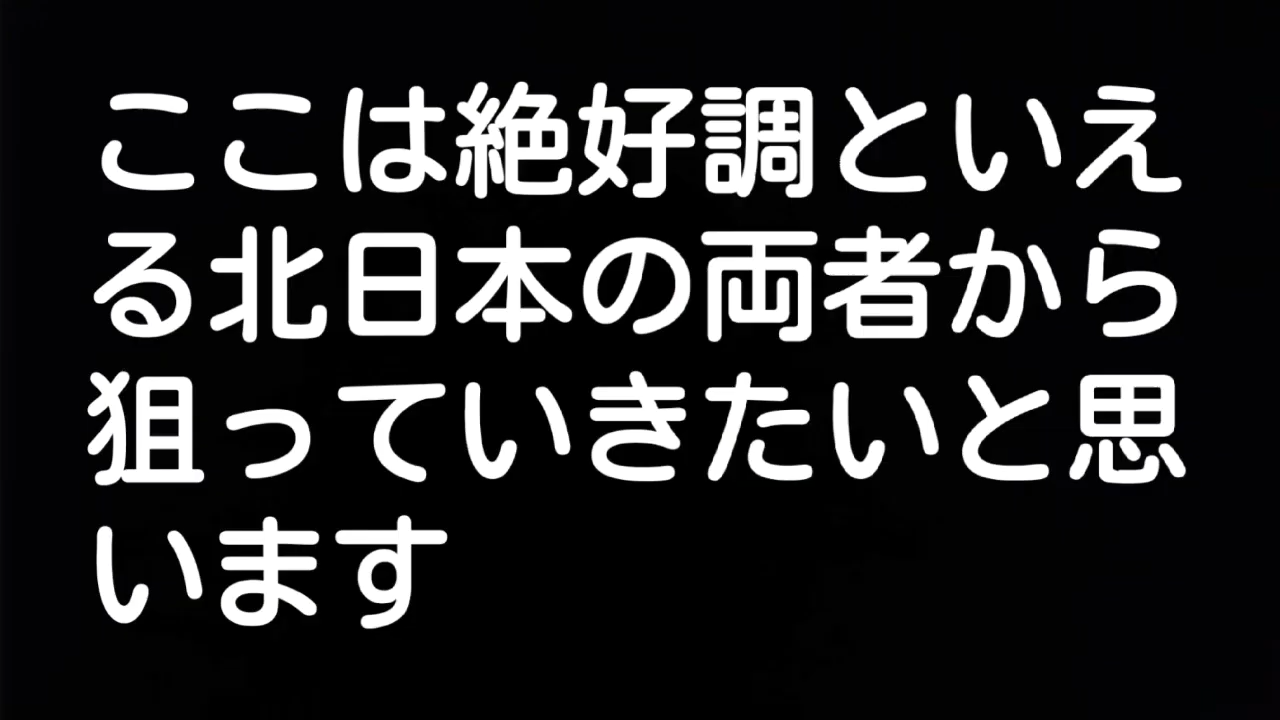 ここは絶好調といえ
る北日本の両者から
狙っていきたいと思
います